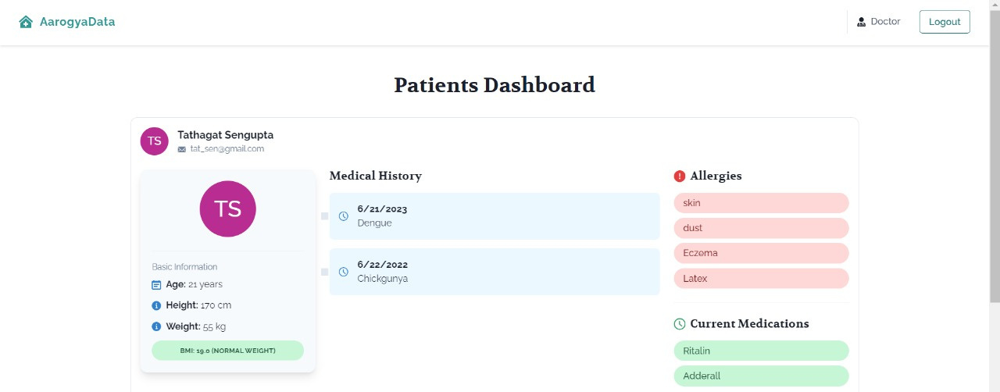 AarogyaData
Doctor
Logout
Patients Dashboard
TS
Tathagat Sengupta
tat_sen@gmail.com
TS
Basic Information
Age: 21 years
Height: 170 cm
Weight: 55 kg
BMI: 19.0 (NORMAL WEIGHT)
Medical History
6/21/2023
Dengue
6/22/2022
Chickgunya
Allergies
skin
dust
Eczema
Latex
Current Medications
Ritalin
Adderall